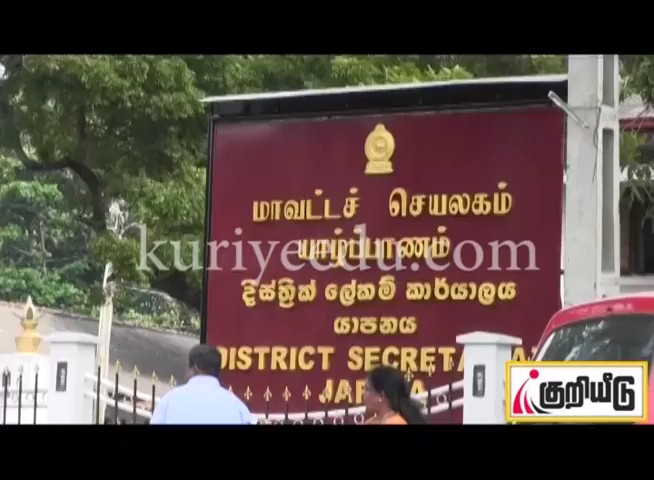 மாவட்டச் செயலகம்
யாழ்ப்பாணம்
kuriyeedu.com
දිස්ත්‍රික් ලේකම් කාර්යාලය
යාපනය
DISTRICT SECRETA
JAF
குறியீடு